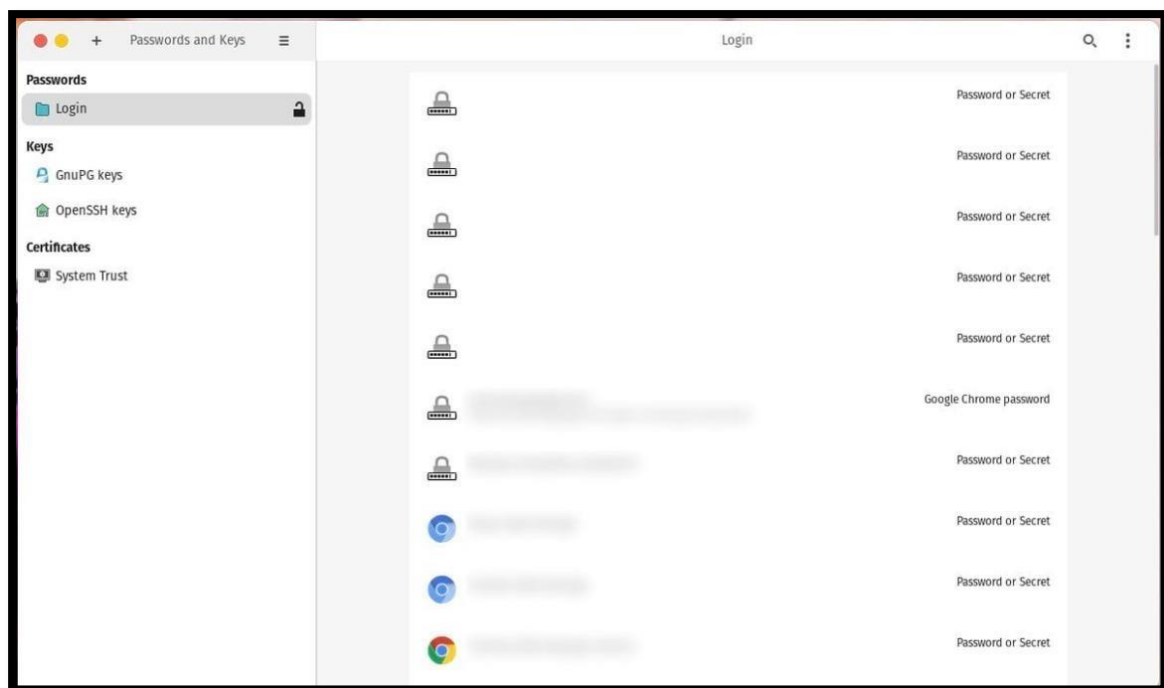 Passwords and Keys
Login
Passwords
Login
Keys
GnuPG keys
OpenSSH keys
Certificates
System Trust
Password or Secret
Password or Secret
Password or Secret
Password or Secret
Password or Secret
Google Chrome password
Password or Secret
Password or Secret
Password or Secret
Password or Secret